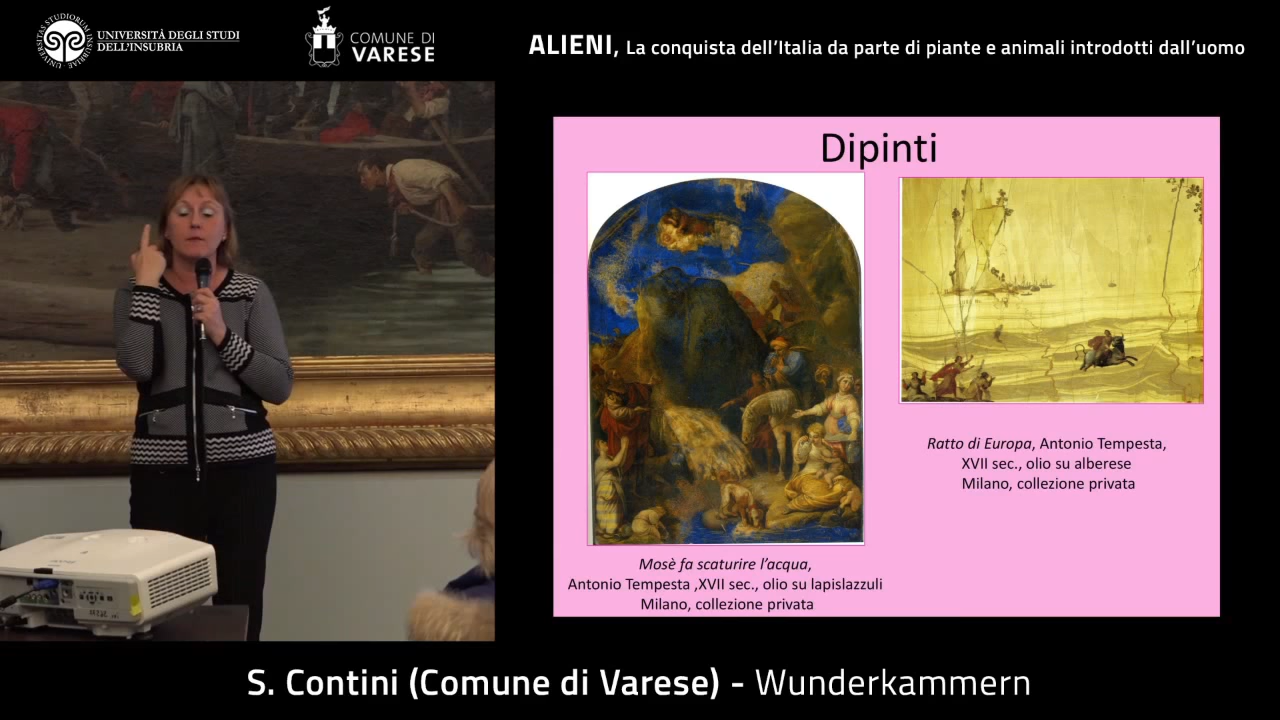 UNIVERSITÀ DEGLI STUDI
DELL'INSUBRIA
COMUNE DI
VARESE
ALIENI, La conquista dell'Italia da parte di piante e animali introdotti dall'uomo
Dipinti
Mosè fa scaturire l'acqua,
Antonio Tempesta ,XVII sec., olio su lapislazzuli
Milano, collezione privata
Ratto di Europa, Antonio Tempesta,
XVII sec., olio su alberese
Milano, collezione privata
S. Contini (Comune di Varese) - Wunderkammern